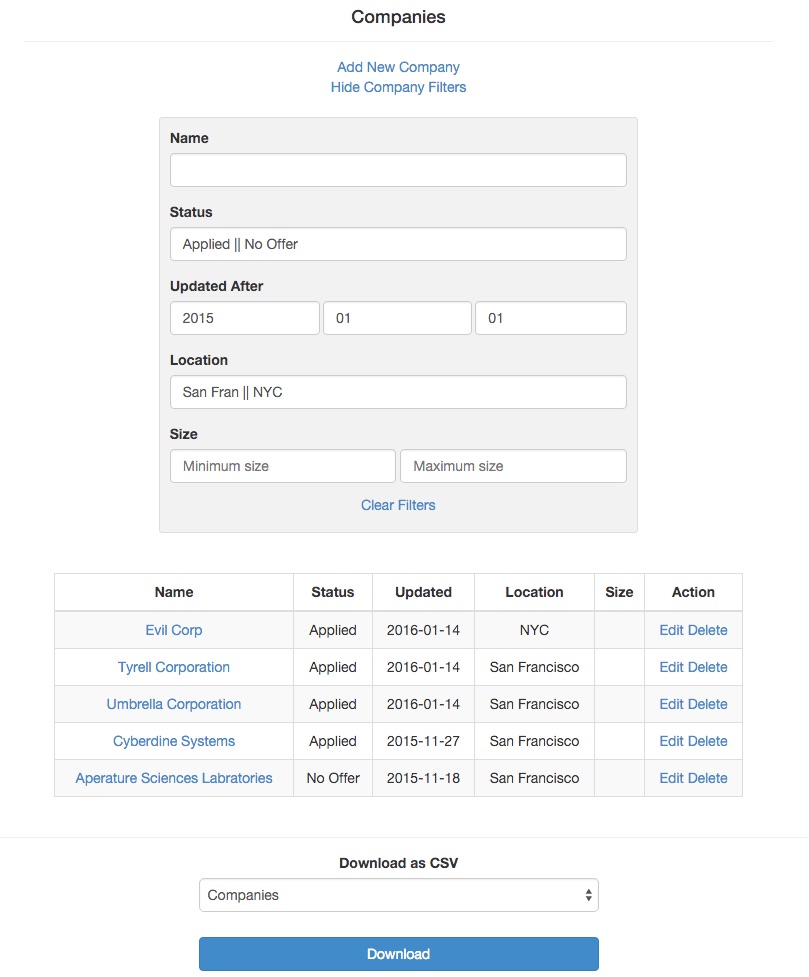 Companies
Add New Company
Hide Company Filters
Name
Status
Applied || No Offer
Updated After
2015 01 01
Location
San Fran || NYC
Size
Minimum size Maximum size
Clear Filters
Name Status Updated Location Size Action
Evil Corp Applied 2016-01-14 NYC Edit Delete
Tyrell Corporation Applied 2016-01-14 San Francisco Edit Delete
Umbrella Corporation Applied 2016-01-14 San Francisco Edit Delete
Cyberdine Systems Applied 2015-11-27 San Francisco Edit Delete
Aperature Sciences Labratories No Offer 2015-11-18 San Francisco Edit Delete
Download as CSV
Companies
Download